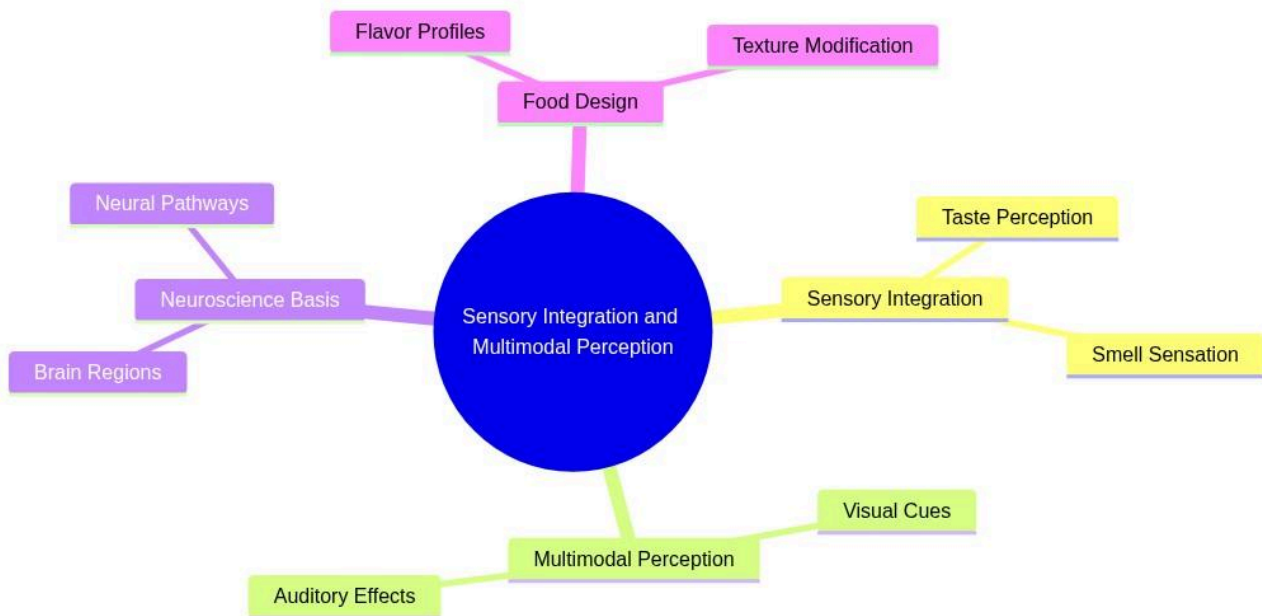 Flavor Profiles
Texture Modification
Food Design
Neural Pathways
Taste Perception
Neuroscience Basis
Sensory Integration
Sensory Integration and
Multimodal Perception
Brain Regions
Smell Sensation
Visual Cues
Multimodal Perception
Auditory Effects